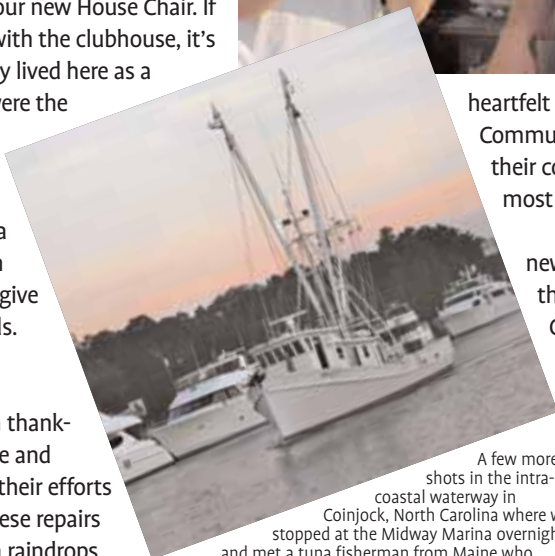 our new House Chair. If
with the clubhouse, it's
y lived here as a
were the
a
give
s.
thank-
e and
their efforts
ese repairs
raindrops
heartfelt
Commu
their co
most
new
th
A few more
shots in the intra-
coastal waterway in
Coinjock, North Carolina where w
stopped at the Midway Marina overnigh
and met a tuna fisherman from Maine who